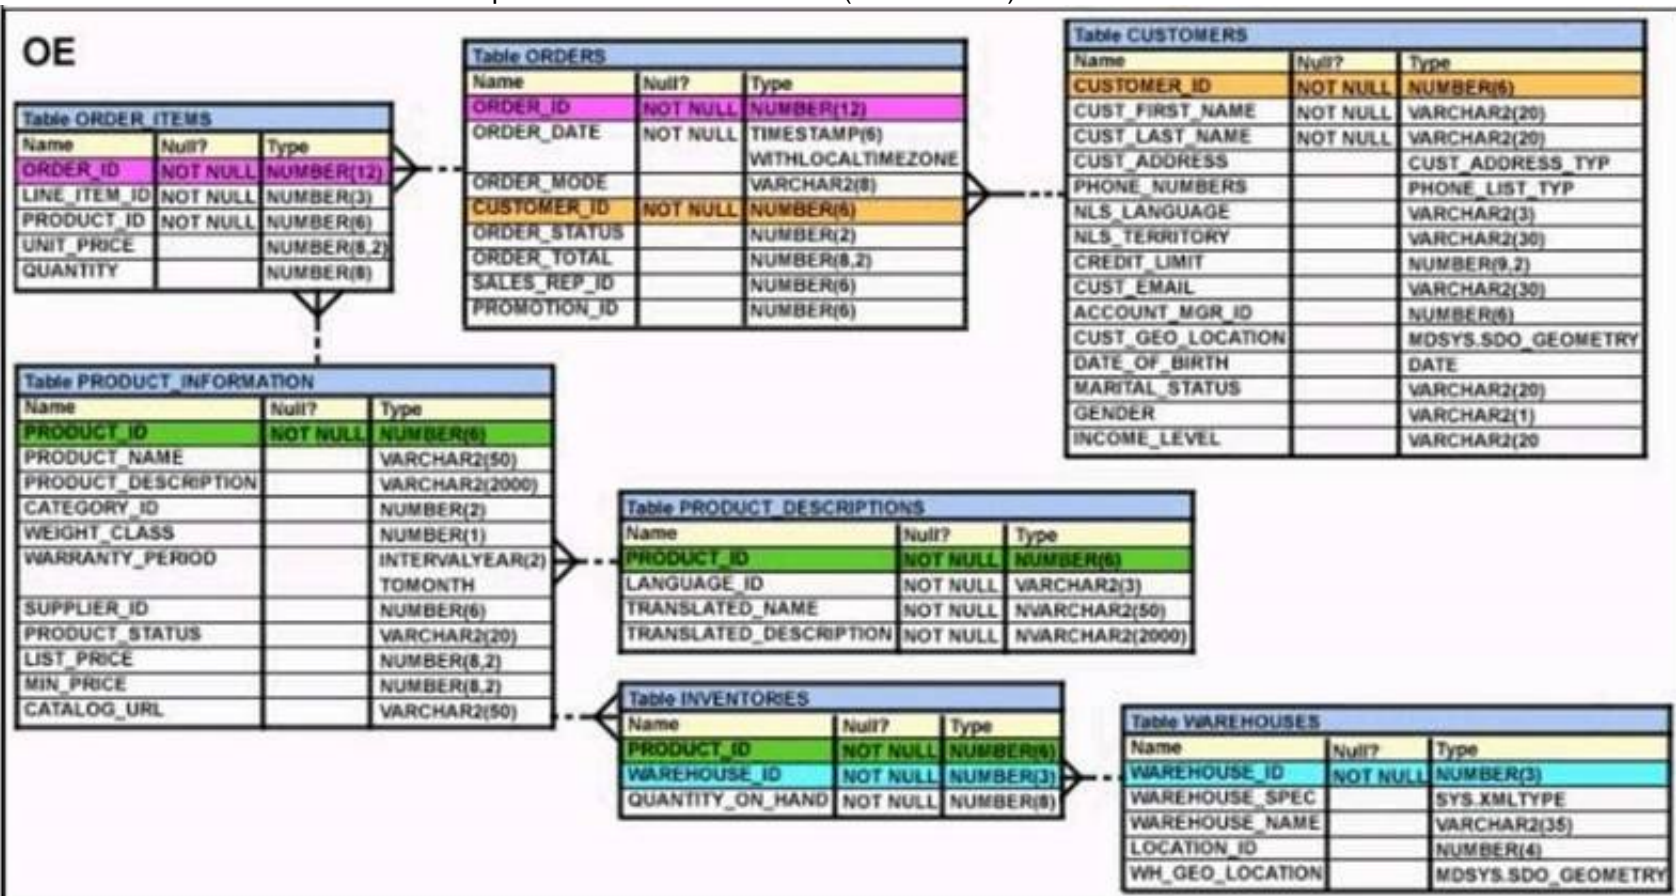 OE
Table ORDER_ITEMS
Name Null? Type
ORDER_ID NOT NULL NUMBER(12)
LINE_ITEM_ID NOT NULL NUMBER(3)
PRODUCT_ID NOT NULL NUMBER(6)
UNIT_PRICE NUMBER(8,2)
QUANTITY NUMBER(8)
Table ORDERS
Name Null? Type
ORDER_ID NOT NULL NUMBER(12)
ORDER_DATE NOT NULL TIMESTAMP(6)
WITHLOCALTIMEZONE
ORDER_MODE VARCHAR2(8)
CUSTOMER_ID NOT NULL NUMBER(6)
ORDER_STATUS NUMBER(2)
ORDER_TOTAL NUMBER(8,2)
SALES_REP_ID NUMBER(6)
PROMOTION_ID NUMBER(6)
Table CUSTOMERS
Name Null? Type
CUSTOMER_ID NOT NULL NUMBER(6)
CUST_FIRST_NAME NOT NULL VARCHAR2(20)
CUST_LAST_NAME NOT NULL VARCHAR2(20)
CUST_ADDRESS CUST_ADDRESS_TYP
PHONE_NUMBERS PHONE_LIST_TYP
NLS_LANGUAGE VARCHAR2(3)
NLS_TERRITORY VARCHAR2(30)
CREDIT_LIMIT NUMBER(9,2)
CUST_EMAIL VARCHAR2(30)
ACCOUNT_MGR_ID NUMBER(6)
CUST_GEO_LOCATION MDSYS.SDO_GEOMETRY
DATE_OF_BIRTH DATE
MARITAL_STATUS VARCHAR2(20)
GENDER VARCHAR2(1)
INCOME_LEVEL VARCHAR2(20
Table PRODUCT_INFORMATION
Name Null? Type
PRODUCT_ID NOT NULL NUMBER(6)
PRODUCT_NAME VARCHAR2(50)
PRODUCT_DESCRIPTION VARCHAR2(2000)
CATEGORY_ID NUMBER(2)
WEIGHT_CLASS NUMBER(1)
WARRANTY_PERIOD INTERVALYEAR(2)
TOMONTH
SUPPLIER_ID NUMBER(6)
PRODUCT_STATUS VARCHAR2(20)
LIST_PRICE NUMBER(8,2)
MIN_PRICE NUMBER(8,2)
CATALOG_URL VARCHAR2(50)
Table PRODUCT_DESCRIPTIONS
Name Null? Type
PRODUCT_ID NOT NULL NUMBER(6)
LANGUAGE_ID NOT NULL VARCHAR2(3)
TRANSLATED_NAME NOT NULL NVARCHAR2(50)
TRANSLATED_DESCRIPTION NOT NULL NVARCHAR2(2000)
Table INVENTORIES
Name Null? Type
PRODUCT_ID NOT NULL NUMBER(6)
WAREHOUSE_ID NOT NULL NUMBER(3)
QUANTITY_ON_HAND NOT NULL NUMBER(8)
Table WAREHOUSES
Name Null? Type
WAREHOUSE_ID NOT NULL NUMBER(3)
WAREHOUSE_SPEC SYS.XMLTYPE
WAREHOUSE_NAME VARCHAR2(35)
LOCATION_ID NUMBER(4)
WH_GEO_LOCATION MDSYS.SDO_GEOMETRY